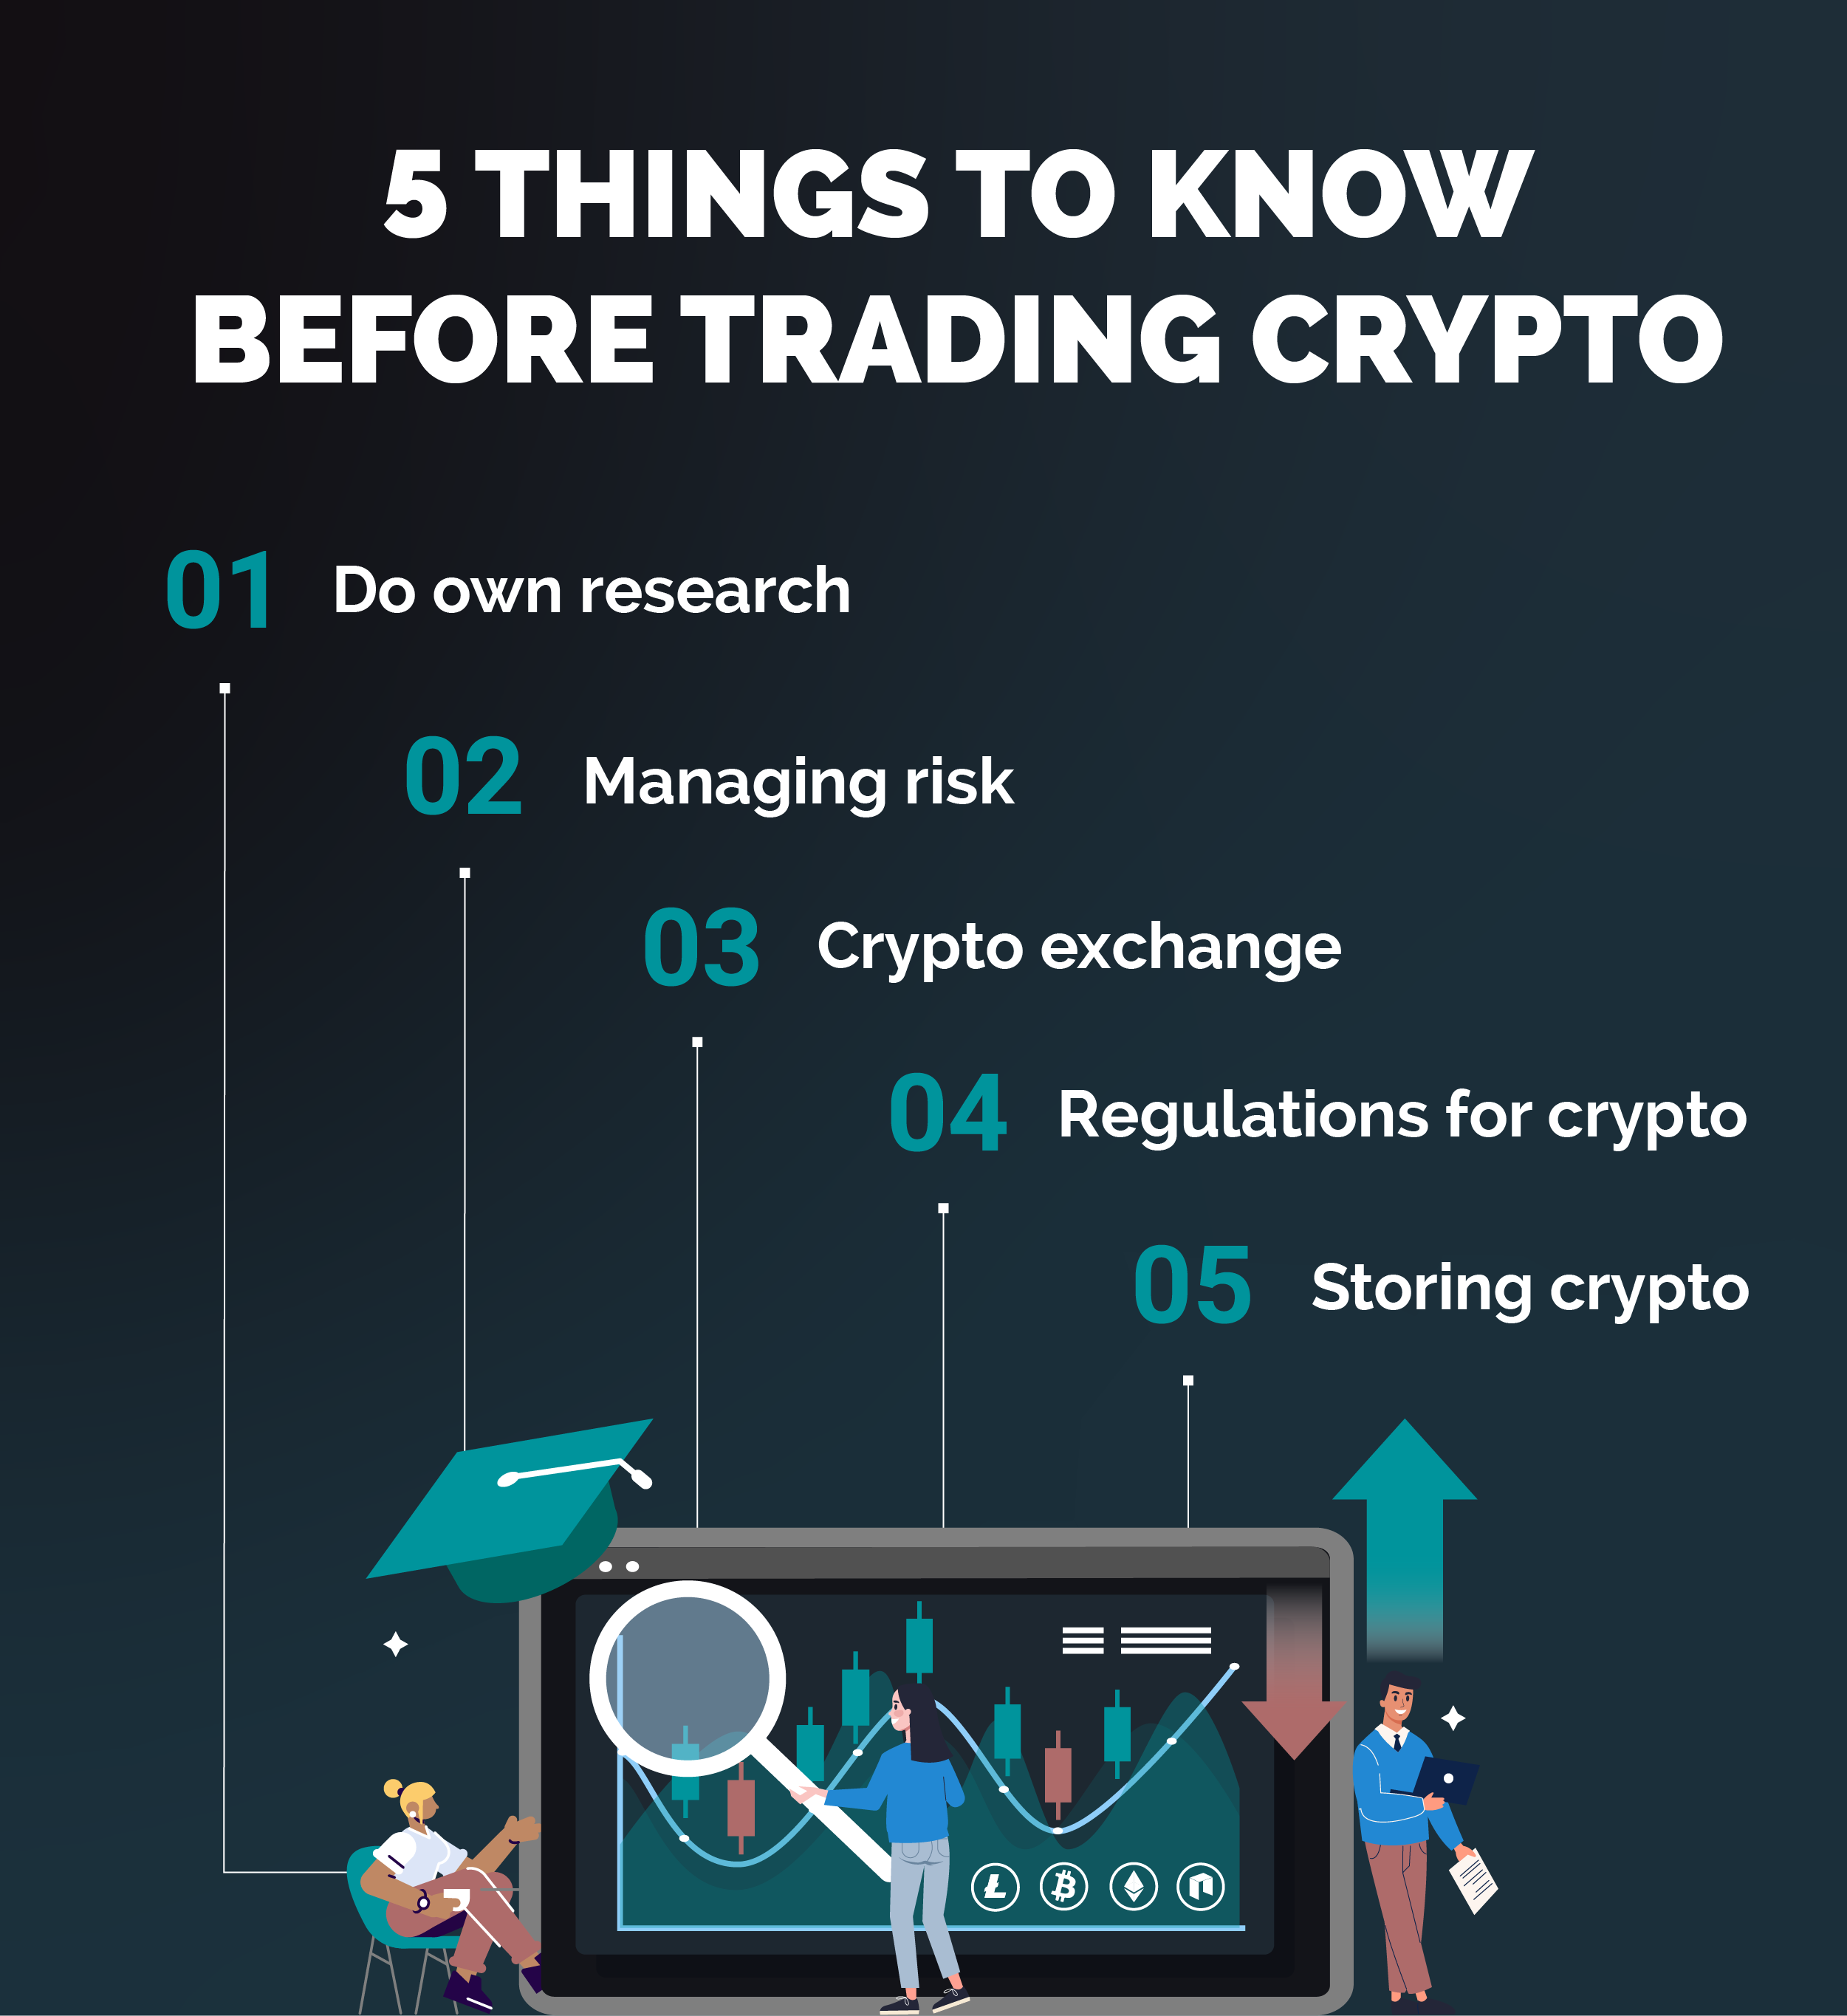 5 THINGS TO KNOW
BEFORE TRADING CRYPTO
01 Do own research
02 Managing risk
03 Crypto exchange
04 Regulations for crypto
05 Storing crypto